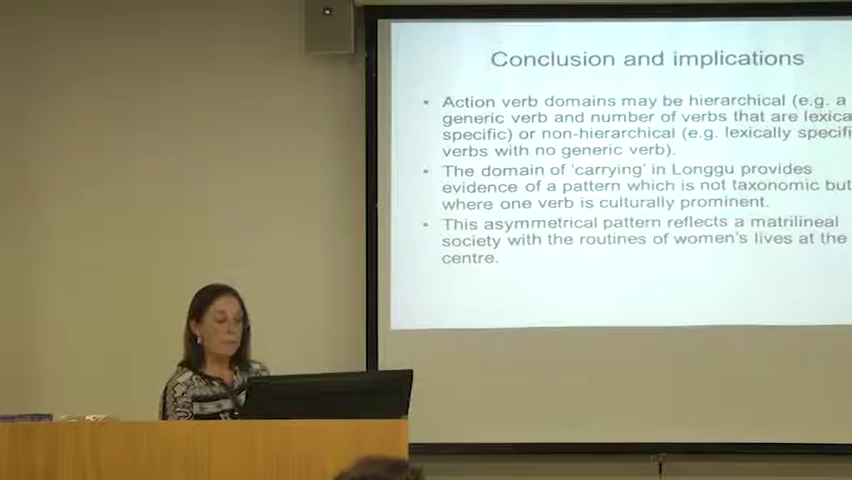 Conclusion and implications
• Action verb domains may be hierarchical (e.g. a
generic verb and number of verbs that are lexica
specific) or non-hierarchical (e.g. lexically specifi
verbs with no generic verb).
• The domain of ‘carrying’ in Longgu provides
evidence of a pattern which is not taxonomic but
where one verb is culturally prominent.
• This asymmetrical pattern reflects a matrilineal
society with the routines of women’s lives at the
centre.